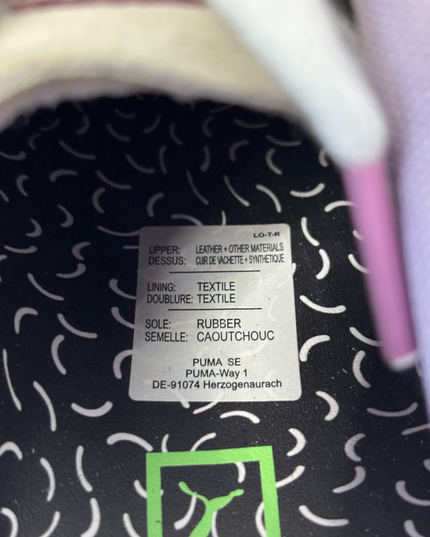 LO-T-R
UPPER: LEATHER + OTHER MATERIALS
DESSUS: CUIR DE VACHETTE + SYNTHETIQUE
LINING: TEXTILE
DOUBLURE: TEXTILE
SOLE: RUBBER
SEMELLE: CAOUTCHOUC
PUMA SE
PUMA-Way 1
DE-91074 Herzogenaurach